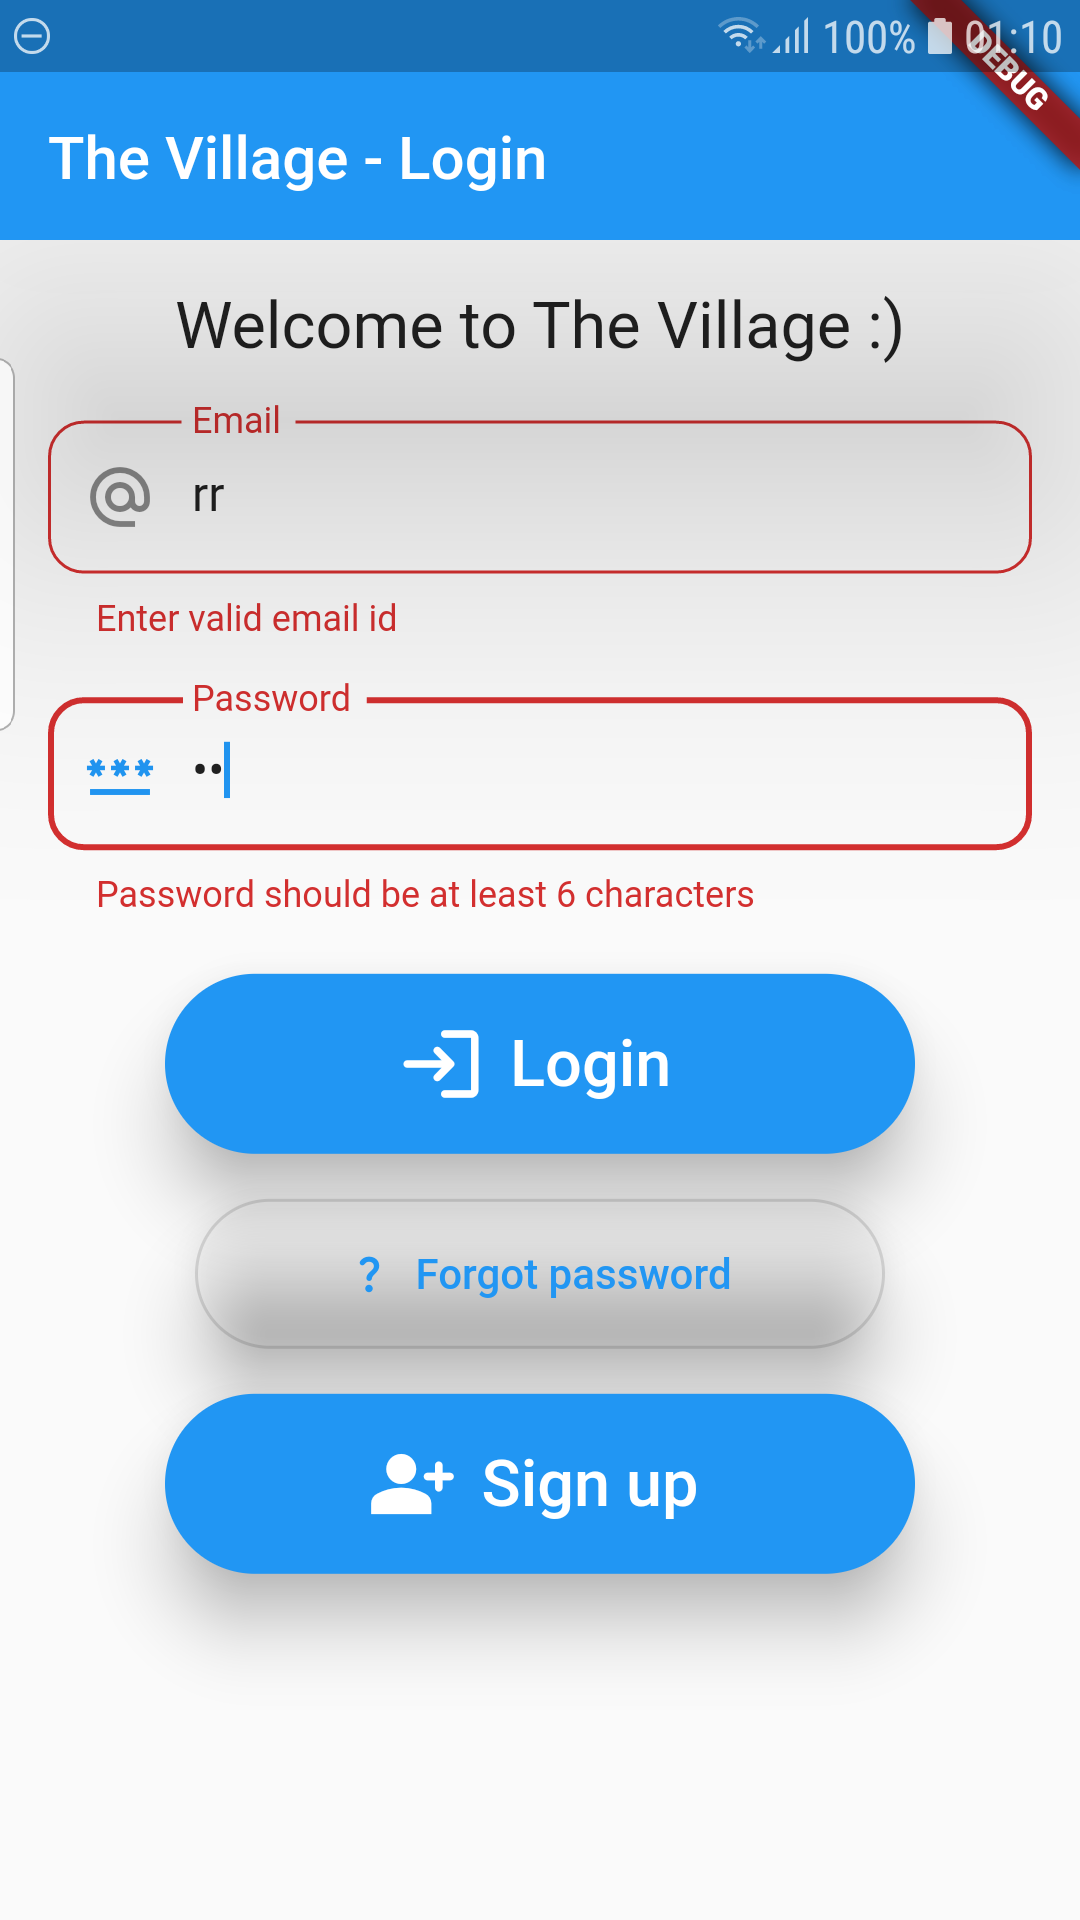 100% 01:10
DEBUG
The Village - Login
Welcome to The Village :)
Email
rr
Enter valid email id
Password
••
Password should be at least 6 characters
Login
? Forgot password
Sign up